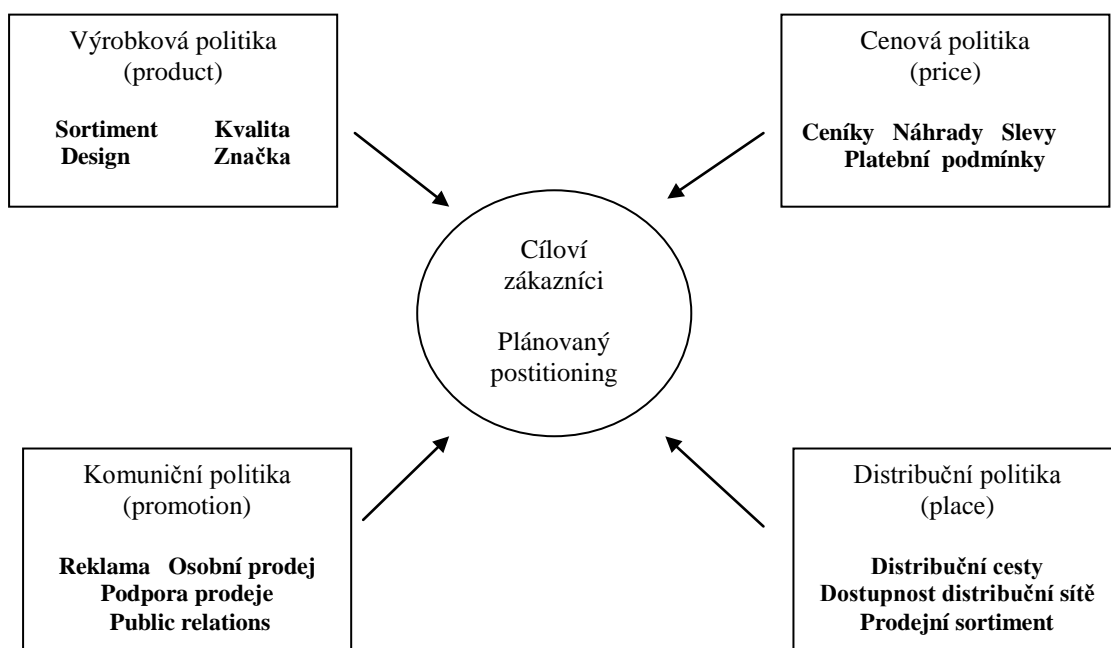 Výrobková politika
(product)
Sortiment Kvalita
Design Značka
Cenová politika
(price)
Ceníky Náhrady Slevy
Platební podmínky
Cíloví
zákazníci
Plánovaný
postitioning
Komuniční politika
(promotion)
Reklama Osobní prodej
Podpora prodeje
Public relations
Distribuční politika
(place)
Distribuční cesty
Dostupnost distribuční sítě
Prodejní sortiment